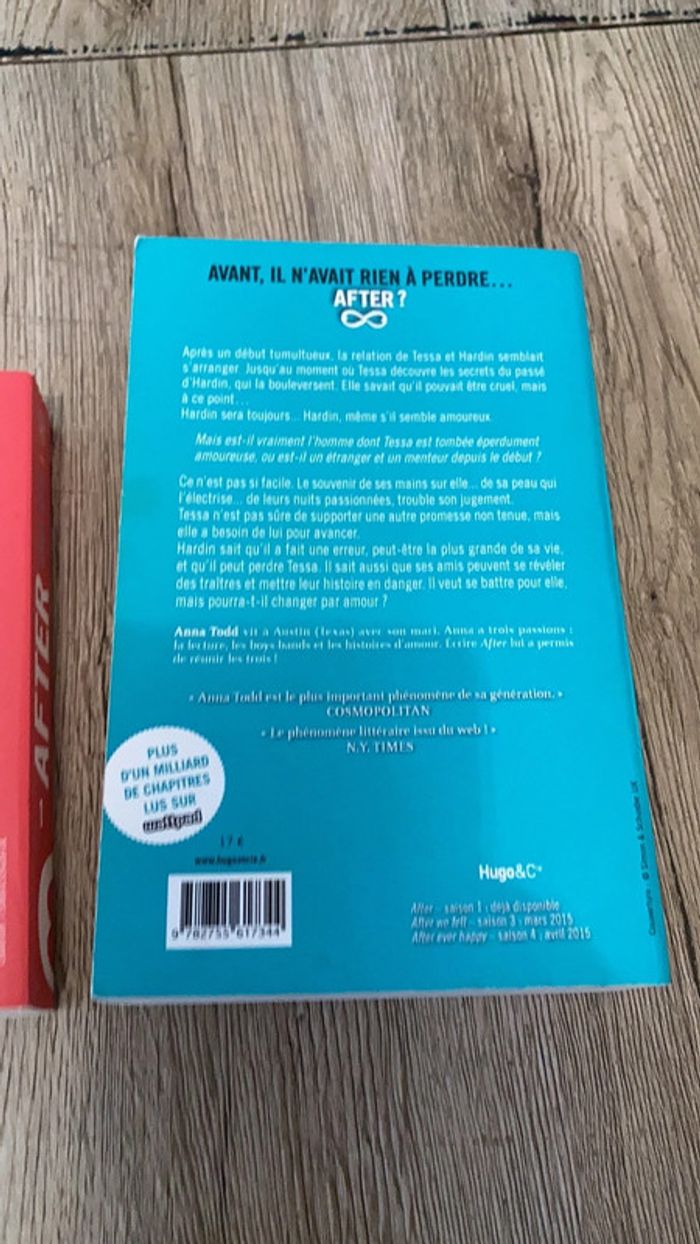 AVANT, IL N'AVAIT RIEN À PERDRE...
AFTER ?
Après un début tumultueux, la relation de Tessa et Hardin semblait
s'arranger. Jusqu'au moment où Tessa découvre les secrets du passé
d'Hardin, qui la bouleversent. Elle savait qu'il pouvait être cruel, mais
à ce point...
Hardin sera toujours... Hardin, même s'il semble amoureux.
Mais est-il vraiment l'homme dont Tessa est tombée éperdument
amoureuse, ou est-il un étranger et un menteur depuis le début ?
Ce n'est pas si facile. Le souvenir de ses mains sur elle... de sa peau qui
l'électrise... de leurs nuits passionnées, trouble son jugement.
Tessa n'est pas sûre de supporter une autre promesse non tenue, mais
elle a besoin de lui pour avancer.
Hardin sait qu'il a fait une erreur, peut-être la plus grande de sa vie,
et qu'il peut perdre Tessa. Il sait aussi que ses amis peuvent se révéler
des traîtres et mettre leur histoire en danger. Il veut se battre pour elle,
mais pourra-t-il changer par amour ?
Anna Todd vit à Austin (Texas) avec son mari. Anna a trois passions :
la lecture, les boys bands et les histoires d'amour. Écrire After lui a permis
de réunir les trois !
« Anna Todd est le plus important phénomène de sa génération. »
COSMOPOLITAN
« Le phénomène littéraire issu du web ! »
N.Y. TIMES
PLUS
D'UN MILLIARD
DE CHAPITRES
LUS SUR
wattpad
17 €
Hugo&Cie
After – saison 1 : déjà disponible
After we fell – saison 3 : mars 2015
After ever happy – saison 4 : avril 2015
9 782755 617344
Couverture : © Simon & Schuster UK
AFTER